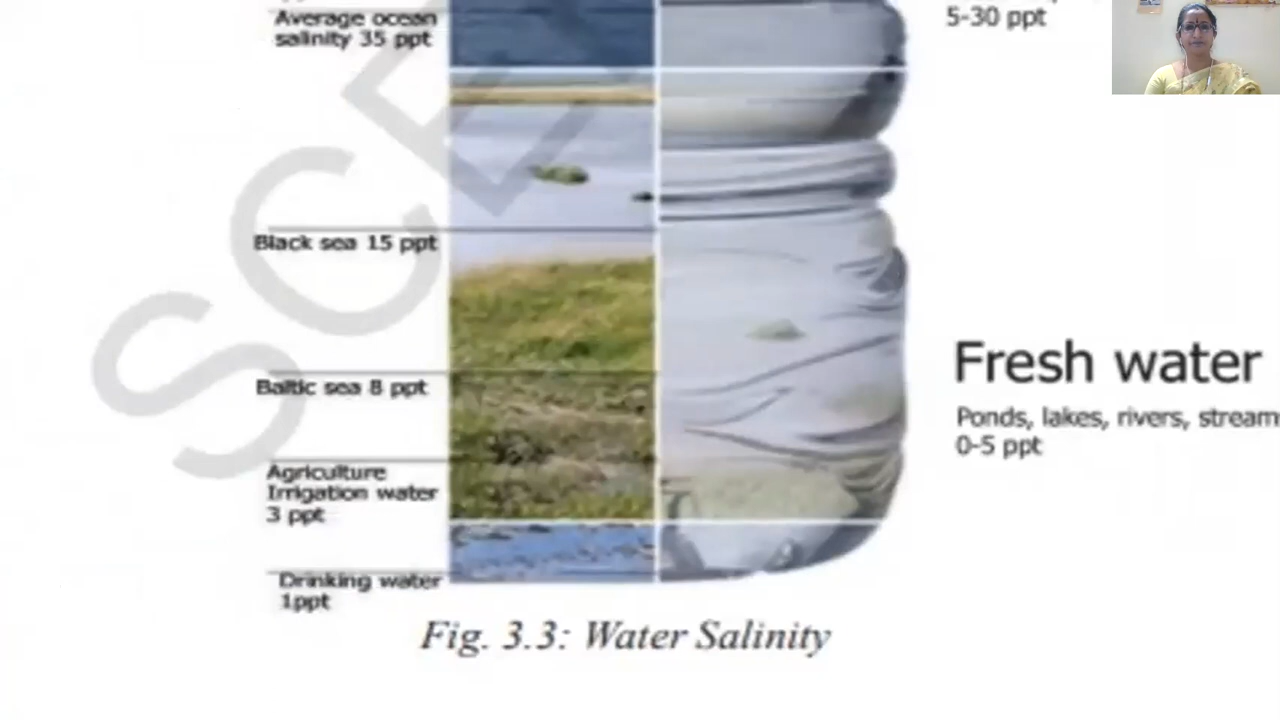 Average ocean
salinity 35 ppt
5-30 ppt
Black sea 15 ppt
Baltic sea 8 ppt
Fresh water
Ponds, lakes, rivers, stream
0-5 ppt
Agriculture
Irrigation water
3 ppt
Drinking water
1ppt
Fig. 3.3: Water Salinity
SCE